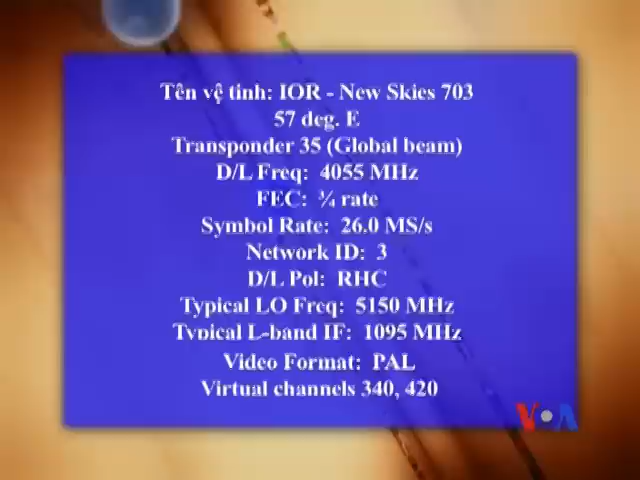 Tên vệ tinh: IOR - New Skies 703
57 deg. E
Transponder 35 (Global beam)
D/L Freq: 4055 MHz
FEC: ¾ rate
Symbol Rate: 26.0 MS/s
Network ID: 3
D/L Pol: RHC
Typical LO Freq: 5150 MHz
Typical L-band IF: 1095 MHz
Video Format: PAL
Virtual channels 340, 420
VOA